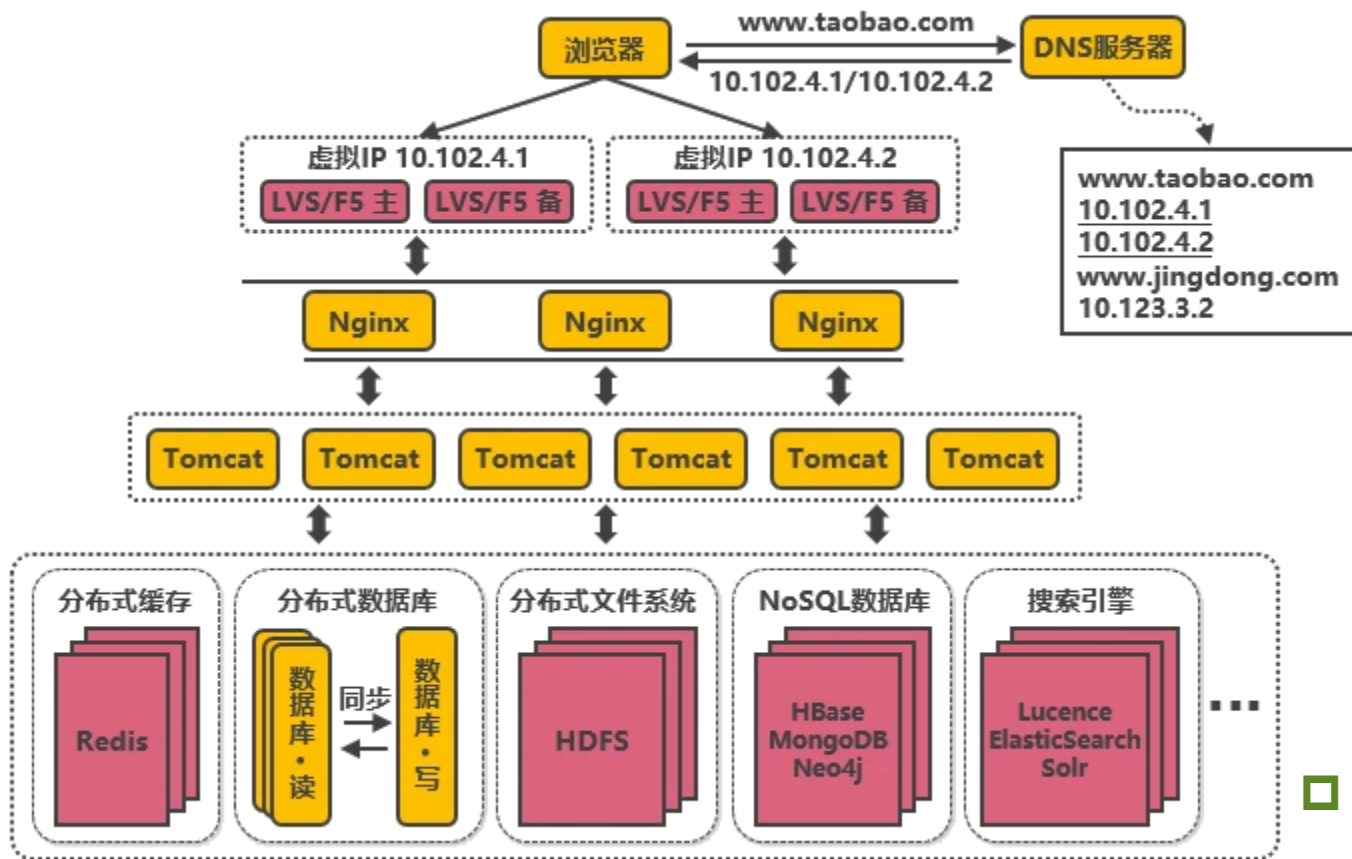 www.taobao.com
浏览器
DNS服务器
10.102.4.1/10.102.4.2
虚拟IP 10.102.4.1
LVS/F5 主
LVS/F5 备
虚拟IP 10.102.4.2
LVS/F5 主
LVS/F5 备
www.taobao.com
10.102.4.1
10.102.4.2
www.jingdong.com
10.123.3.2
Nginx
Nginx
Nginx
Tomcat
Tomcat
Tomcat
Tomcat
Tomcat
Tomcat
分布式缓存
Redis
分布式数据库
数据库·读
同步
数据库·写
分布式文件系统
HDFS
NoSQL数据库
HBase
MongoDB
Neo4j
搜索引擎
Lucence
ElasticSearch
Solr
...